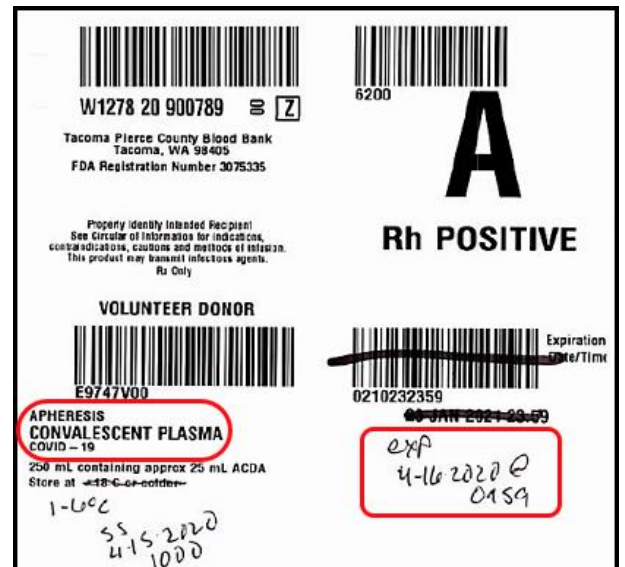 W1278 20 900789 00 Z
Tacoma Pierce County Blood Bank
Tacoma, WA 98405
FDA Registration Number 3075335
Properly Identify Intended Recipient
See Circular of Information for indications,
contraindications, cautions and methods of infusion.
This product may transmit infectious agents.
Rx Only
VOLUNTEER DONOR
E9747V00
APHERESIS
CONVALESCENT PLASMA
COVID – 19
250 mL containing approx 25 mL ACDA
Store at -18 C or colder
1-6°C
SS
4-15-2020
1000
6200
A
Rh POSITIVE
Expiration
Date/Time
0210232359
23 JAN 2021 23:59
exp
4-16-2020 @
0159